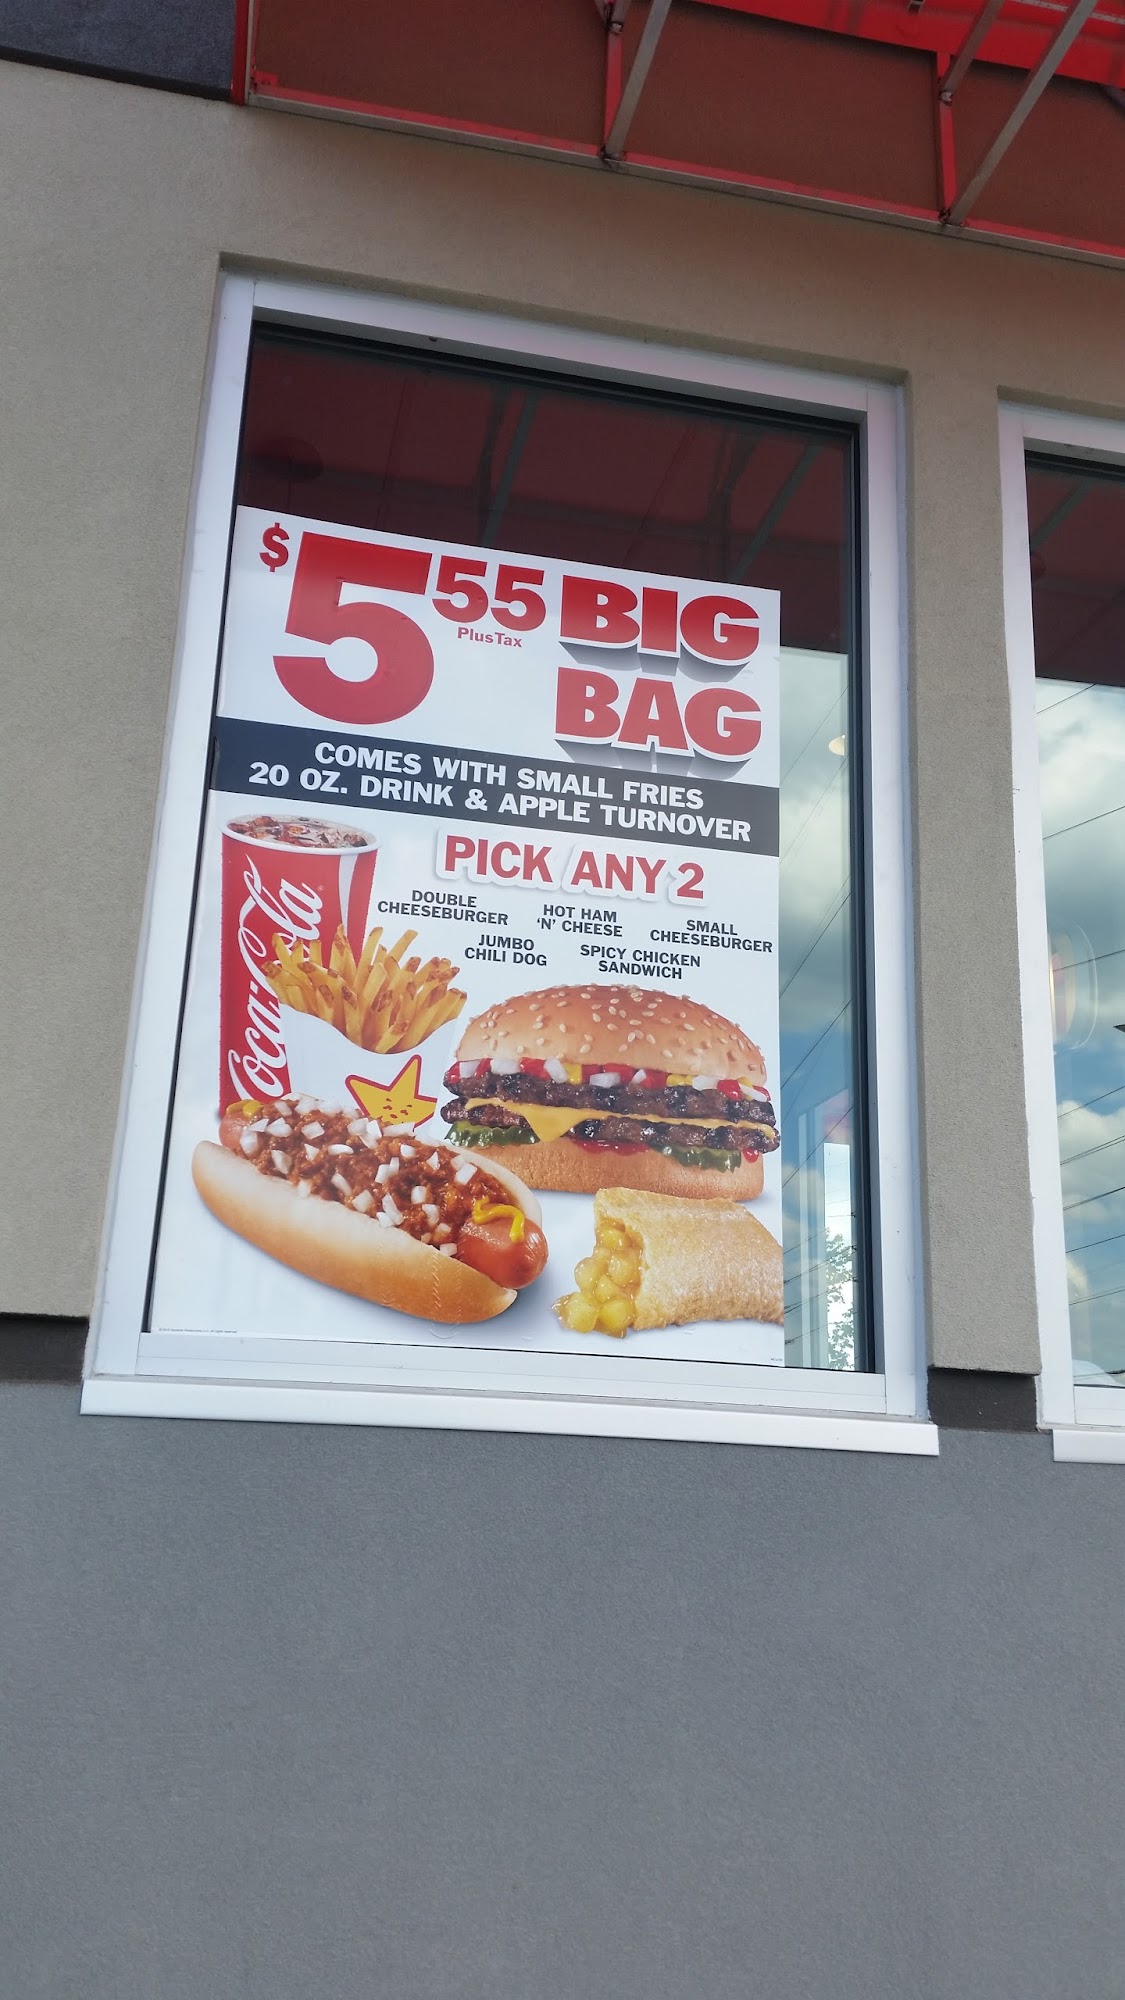 $5 55 BIG
PlusTax
BAG
COMES WITH SMALL FRIES
20 OZ. DRINK & APPLE TURNOVER
PICK ANY 2
DOUBLE
CHEESEBURGER
HOT HAM
'N' CHEESE
SMALL
CHEESEBURGER
JUMBO
CHILI DOG
SPICY CHICKEN
SANDWICH
Coca-Cola